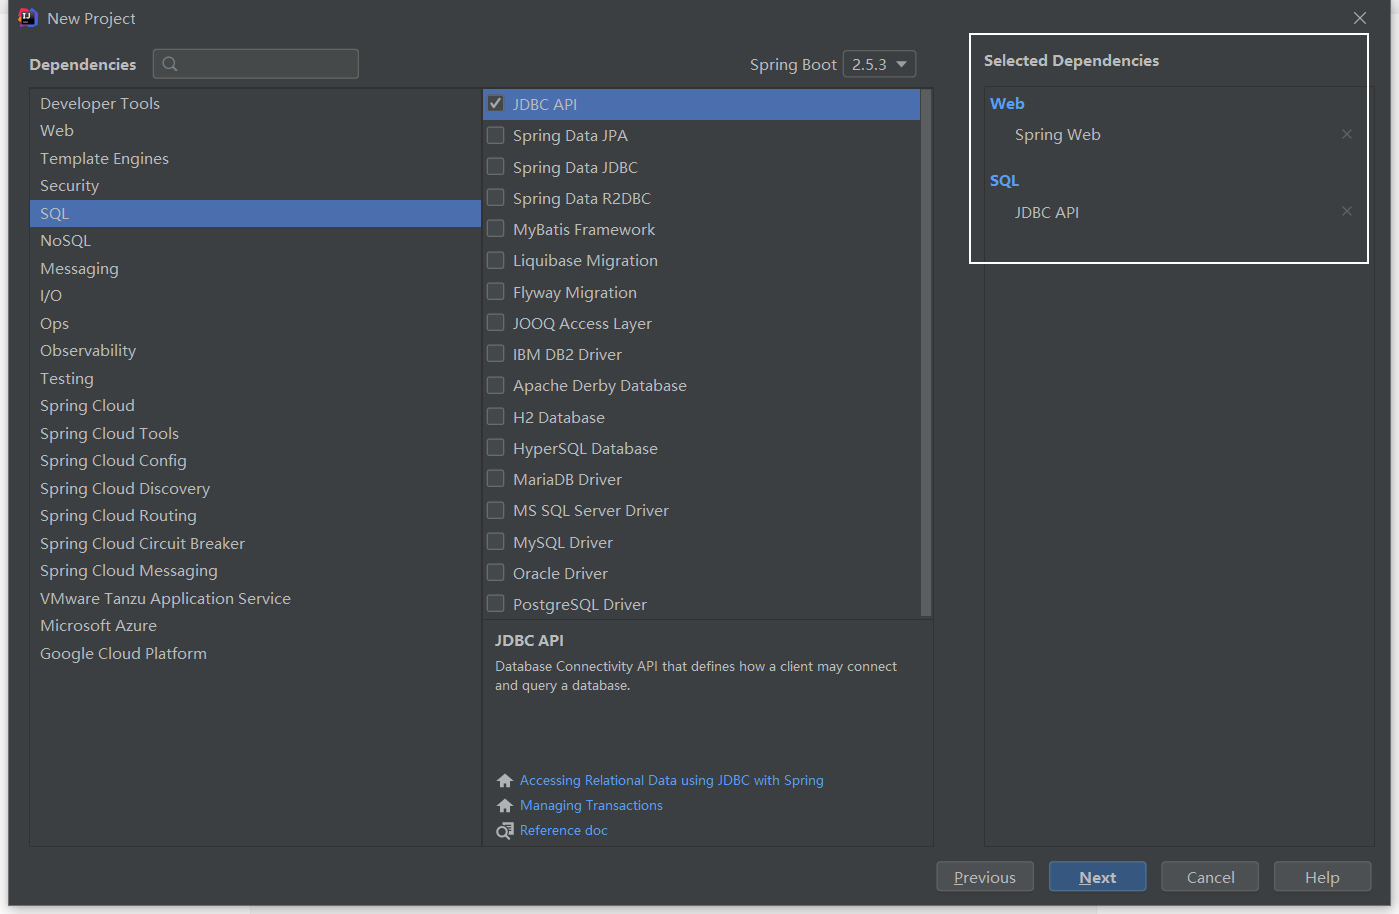 New Project
Dependencies
Spring Boot 2.5.3
Developer Tools
Web
Template Engines
Security
SQL
NoSQL
Messaging
I/O
Ops
Observability
Testing
Spring Cloud
Spring Cloud Tools
Spring Cloud Config
Spring Cloud Discovery
Spring Cloud Routing
Spring Cloud Circuit Breaker
Spring Cloud Messaging
VMware Tanzu Application Service
Microsoft Azure
Google Cloud Platform
JDBC API
Spring Data JPA
Spring Data JDBC
Spring Data R2DBC
MyBatis Framework
Liquibase Migration
Flyway Migration
JOOQ Access Layer
IBM DB2 Driver
Apache Derby Database
H2 Database
HyperSQL Database
MariaDB Driver
MS SQL Server Driver
MySQL Driver
Oracle Driver
PostgreSQL Driver
JDBC API
Database Connectivity API that defines how a client may connect
and query a database.
Accessing Relational Data using JDBC with Spring
Managing Transactions
Reference doc
Selected Dependencies
Web
Spring Web
SQL
JDBC API
Previous
Next
Cancel
Help